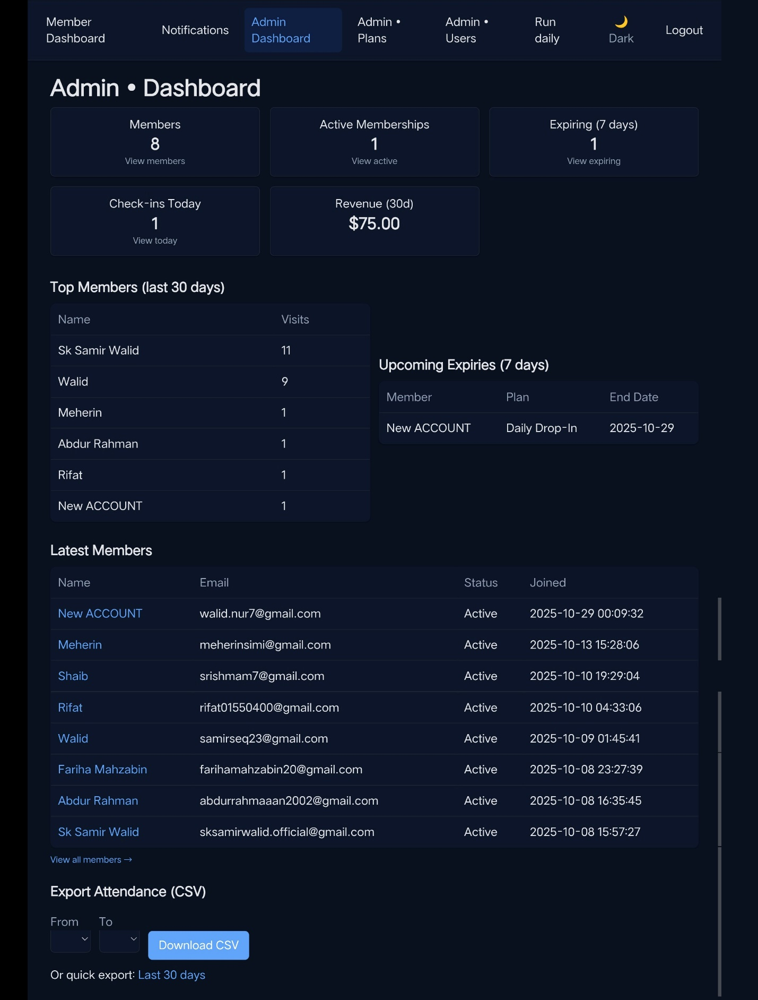 Member Dashboard
Notifications
Admin Dashboard
Admin • Plans
Admin • Users
Run daily
🌙 Dark
Logout
Admin • Dashboard
Members
8
View members
Active Memberships
1
View active
Expiring (7 days)
1
View expiring
Check-ins Today
1
View today
Revenue (30d)
$75.00
Top Members (last 30 days)
Name Visits
Sk Samir Walid 11
Walid 9
Meherin 1
Abdur Rahman 1
Rifat 1
New ACCOUNT 1
Upcoming Expiries (7 days)
Member Plan End Date
New ACCOUNT Daily Drop-In 2025-10-29
Latest Members
Name Email Status Joined
New ACCOUNT walid.nur7@gmail.com Active 2025-10-29 00:09:32
Meherin meherinsimi@gmail.com Active 2025-10-13 15:28:06
Shaib srishmam7@gmail.com Active 2025-10-10 19:29:04
Rifat rifat01550400@gmail.com Active 2025-10-10 04:33:06
Walid samirseq23@gmail.com Active 2025-10-09 01:45:41
Fariha Mahzabin farihamahzabin20@gmail.com Active 2025-10-08 23:27:39
Abdur Rahman abdurrahmaaan2002@gmail.com Active 2025-10-08 16:35:45
Sk Samir Walid sksamirwalid.official@gmail.com Active 2025-10-08 15:57:27
View all members →
Export Attendance (CSV)
From To
Download CSV
Or quick export: Last 30 days